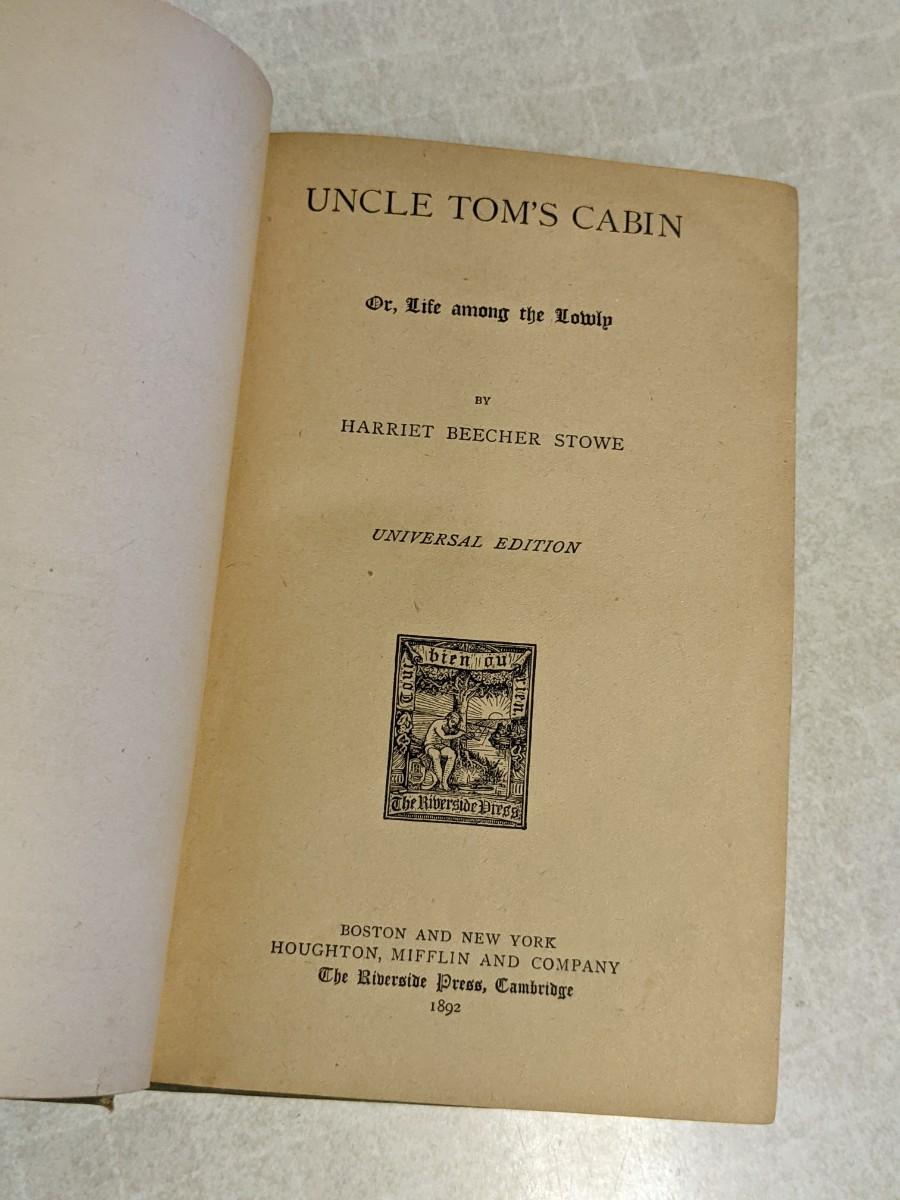 UNCLE TOM'S CABIN
Or, Life among the Lowly
BY
HARRIET BEECHER STOWE
UNIVERSAL EDITION
Tout bien ou rien.
The Riverside Press
BOSTON AND NEW YORK
HOUGHTON, MIFFLIN AND COMPANY
The Riverside Press, Cambridge
1892